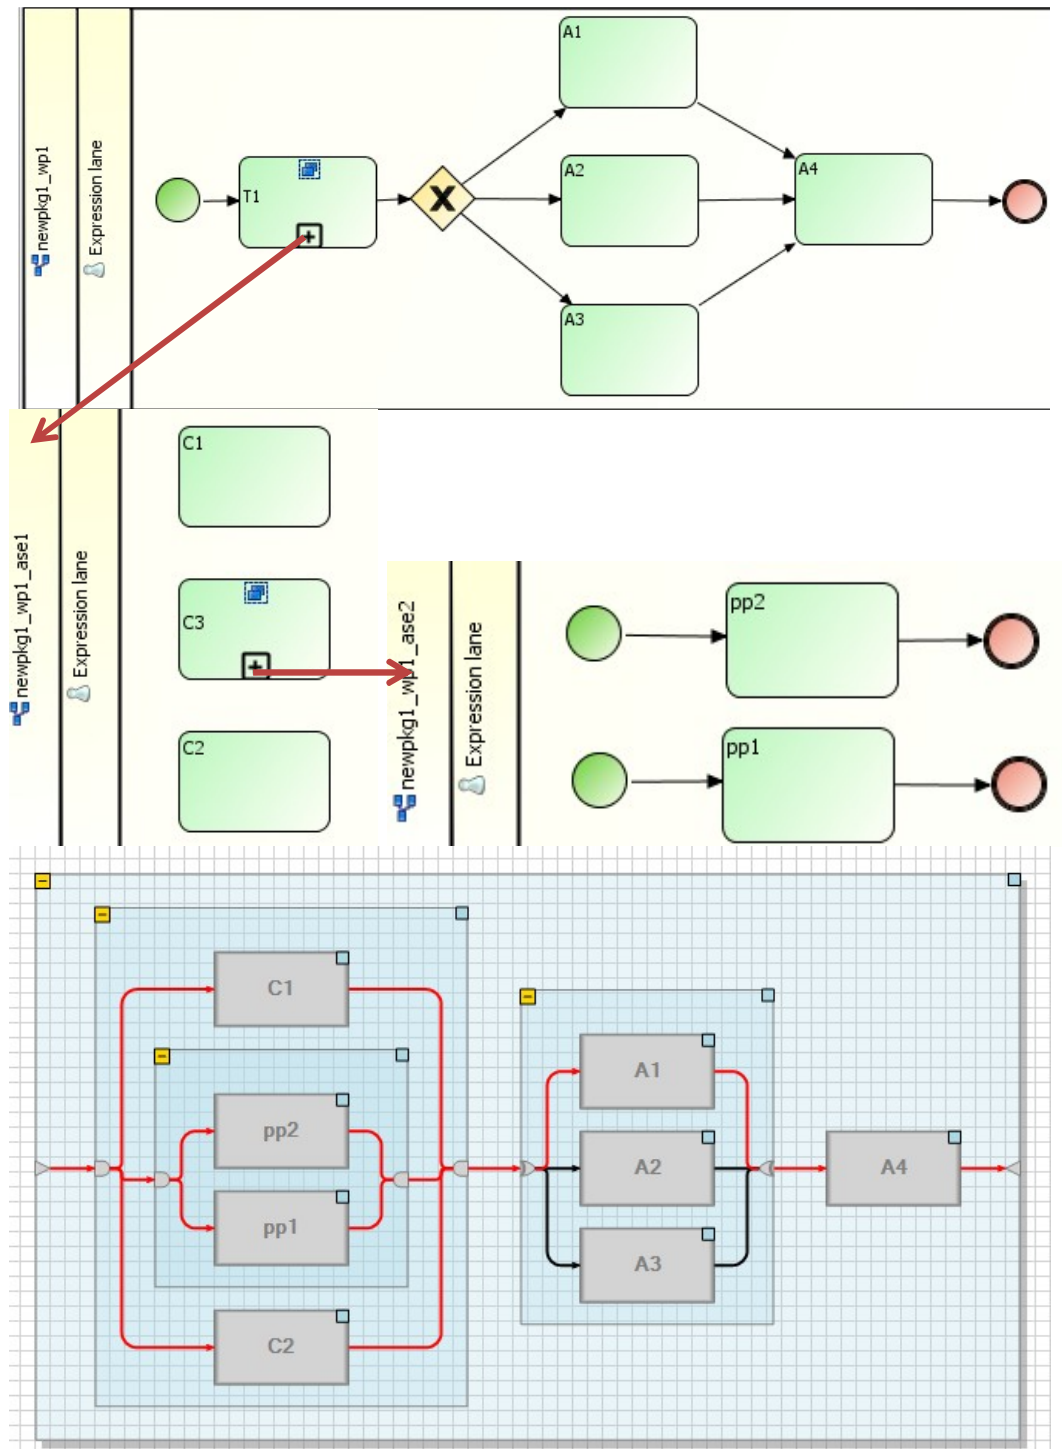 newpkg1_wp1
Expression lane
T1
A1
A2
A3
A4
newpkg1_wp1_ase1
Expression lane
C1
C3
C2
newpkg1_wp1_ase2
Expression lane
pp2
pp1
C1
pp2
pp1
C2
A1
A2
A3
A4